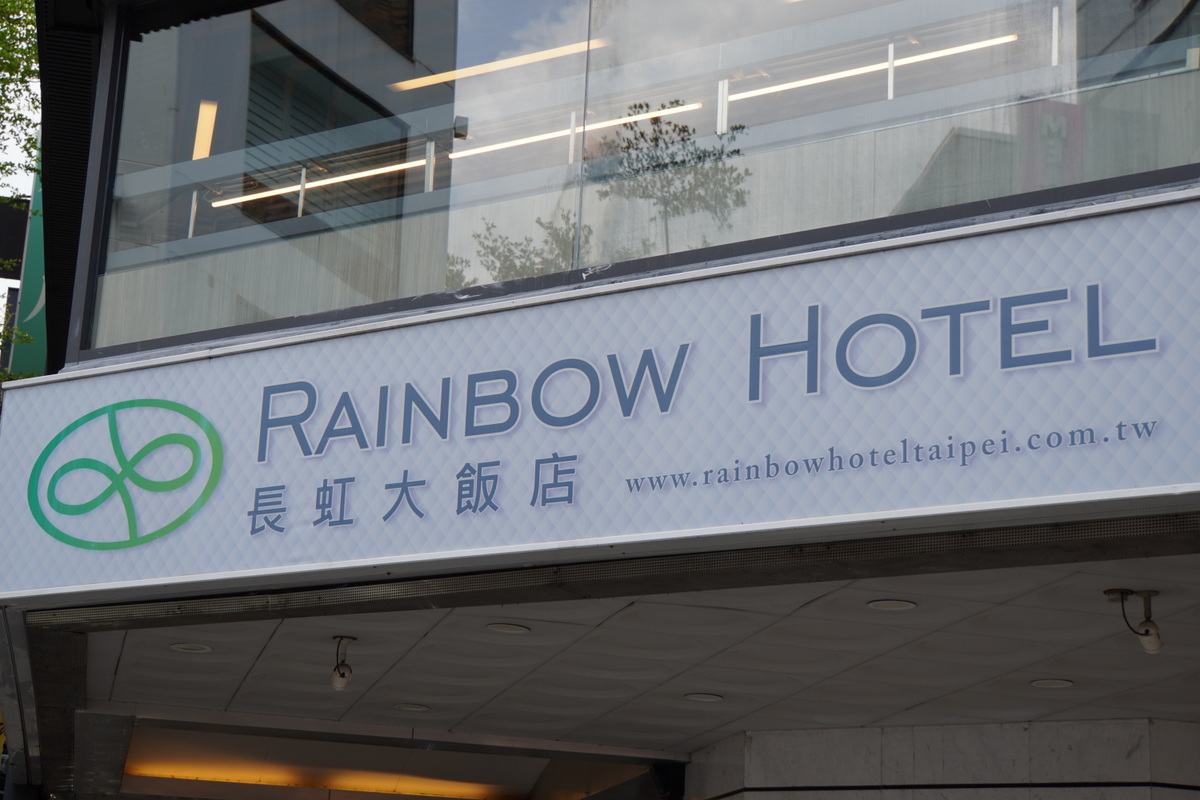 RAINBOW HOTEL
長虹大飯店
www.rainbowhoteltaipei.com.tw